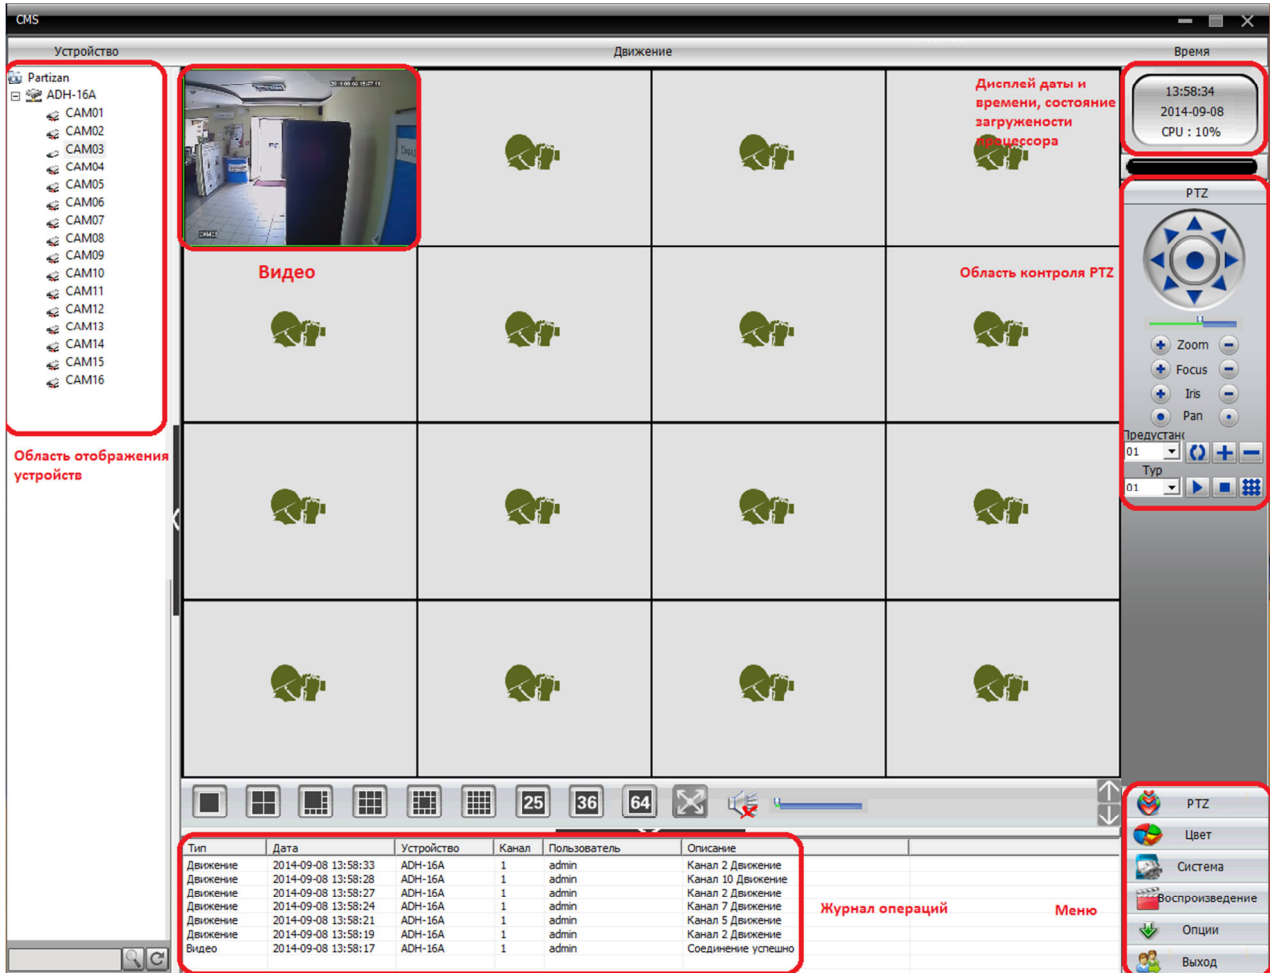 CMS
Устройство
Движение
Время
Partizan
ADH-16A
CAM01
CAM02
CAM03
CAM04
CAM05
CAM06
CAM07
CAM08
CAM09
CAM10
CAM11
CAM12
CAM13
CAM14
CAM15
CAM16
Область отображения
устройств
Видео
Дисплей даты и
времени, состояние
загружености
процессора
Область контроля PTZ
13:58:34
2014-09-08
CPU : 10%
PTZ
Zoom
Focus
Iris
Pan
Предустанс
01
Тур
01
25
36
64
Тип Дата Устройство Канал Пользователь Описание
Движение 2014-09-08 13:58:33 ADH-16A 1 admin Канал 2 Движение
Движение 2014-09-08 13:58:28 ADH-16A 1 admin Канал 10 Движение
Движение 2014-09-08 13:58:27 ADH-16A 1 admin Канал 2 Движение
Движение 2014-09-08 13:58:24 ADH-16A 1 admin Канал 7 Движение
Движение 2014-09-08 13:58:21 ADH-16A 1 admin Канал 5 Движение
Движение 2014-09-08 13:58:19 ADH-16A 1 admin Канал 2 Движение
Видео 2014-09-08 13:58:17 ADH-16A 1 admin Соединение успешно
Журнал операций
Меню
PTZ
Цвет
Система
Воспроизведение
Опции
Выход